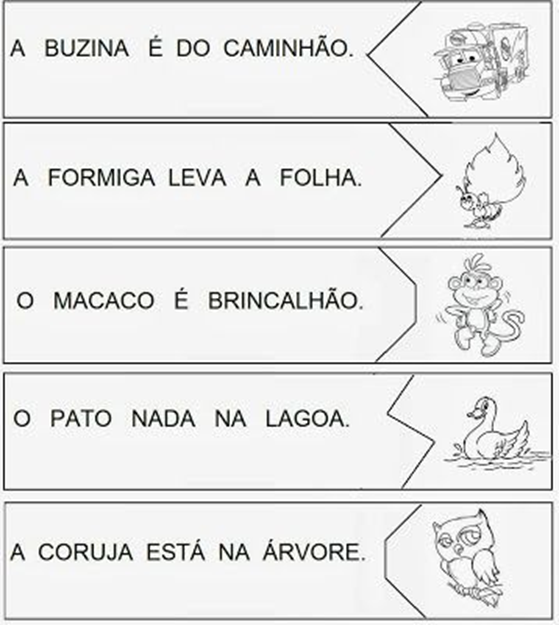 A BUZINA É DO CAMINHÃO.
A FORMIGA LEVA A FOLHA.
O MACACO É BRINCALHÃO.
O PATO NADA NA LAGOA.
A CORUJA ESTÁ NA ÁRVORE.